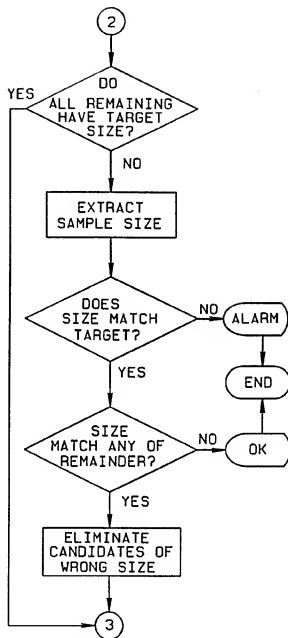 2
DO
ALL REMAINING
HAVE TARGET
SIZE?
YES
NO
EXTRACT
SAMPLE SIZE
DOES
SIZE MATCH
TARGET?
NO
ALARM
YES
END
SIZE
MATCH ANY OF
REMAINDER?
NO
OK
YES
ELIMINATE
CANDIDATES OF
WRONG SIZE
3